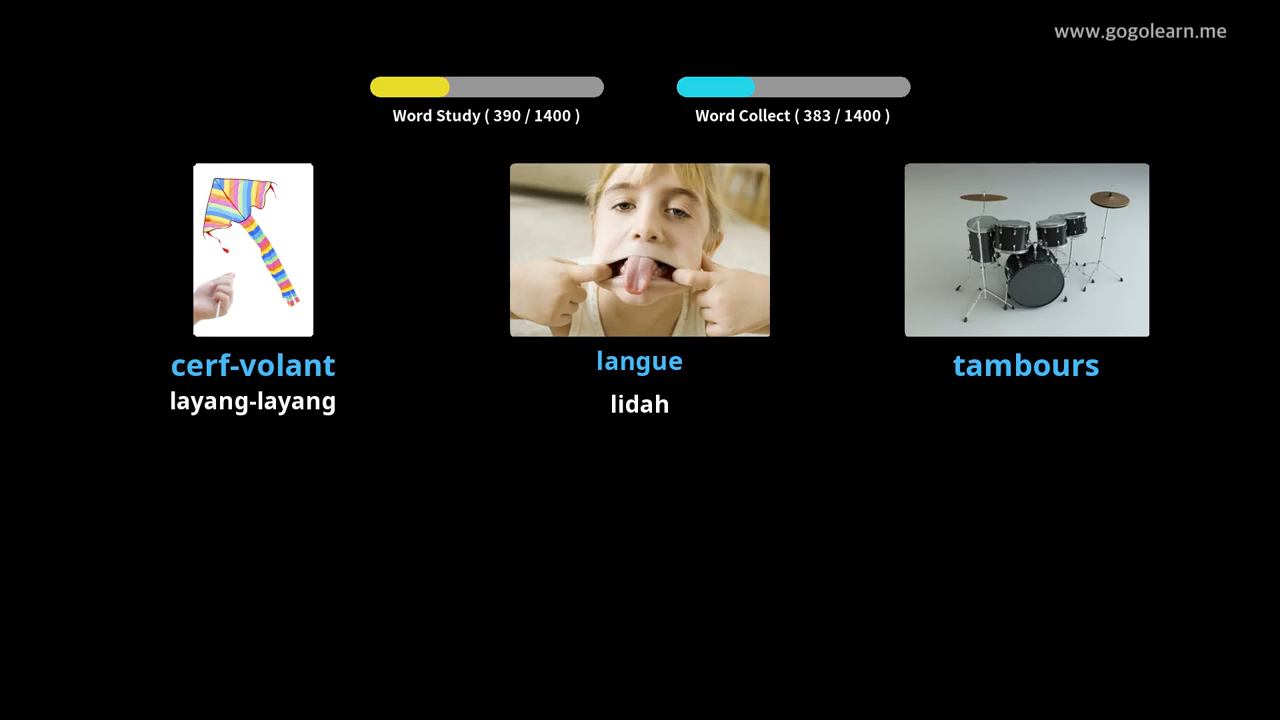 www.gogolearn.me
Word Study ( 390 / 1400 )
Word Collect ( 383 / 1400 )
cerf-volant
layang-layang
langue
lidah
tambours